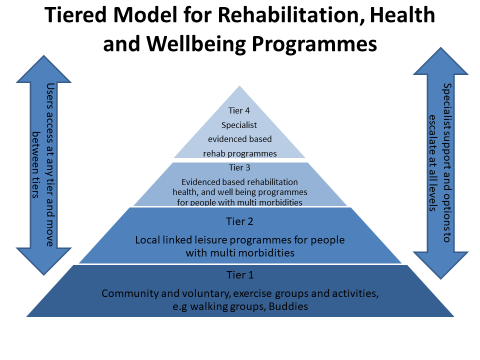 Tiered Model for Rehabilitation, Health
and Wellbeing Programmes
Users access at any tier and move
between tiers
Tier 4
Specialist
evidenced based
rehab programmes
Tier 3
Evidenced based rehabilitation
health, and well being programmes
for people with multi morbidities
Tier 2
Local linked leisure programmes for people
with multi morbidities
Tier 1
Community and voluntary, exercise groups and activities,
e.g walking groups, Buddies
Specialist support and options to
escalate at all levels